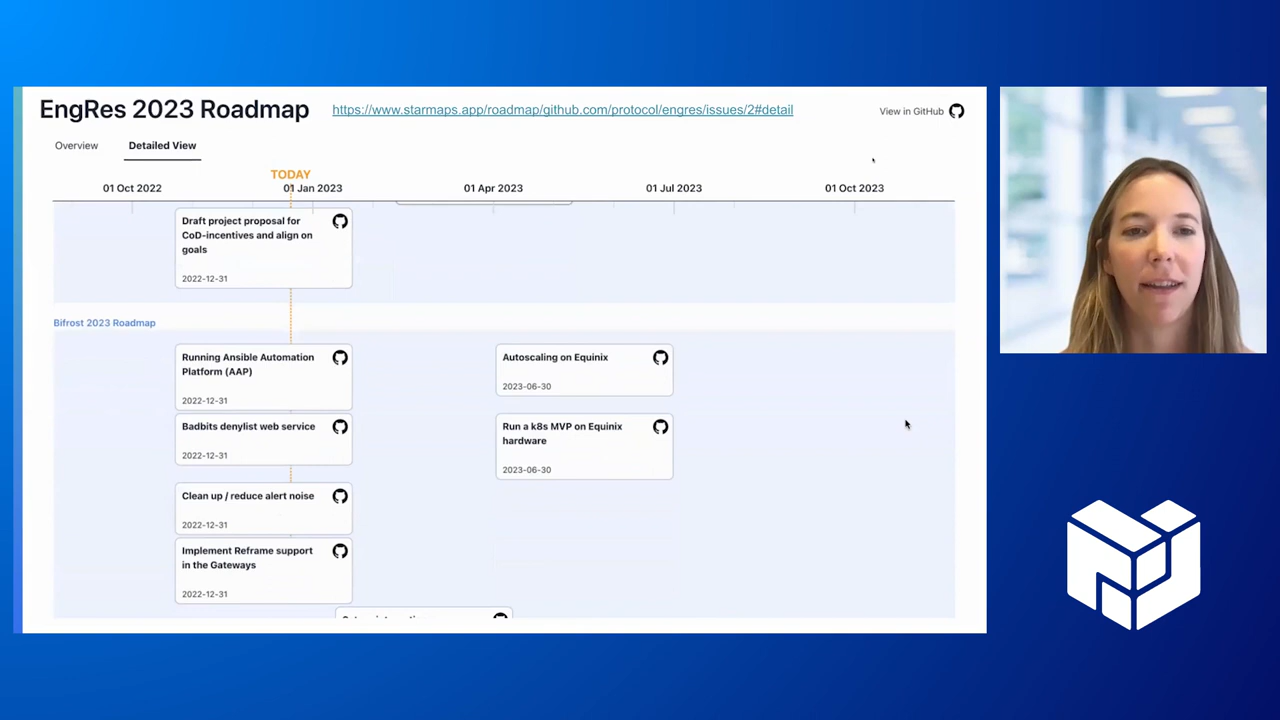 EngRes 2023 Roadmap
https://www.starmaps.app/roadmap/github.com/protocol/engres/issues/2#detail
View in GitHub
Overview
Detailed View
TODAY
01 Oct 2022
01 Jan 2023
01 Apr 2023
01 Jul 2023
01 Oct 2023
Draft project proposal for
CoD-incentives and align on
goals
2022-12-31
Bifrost 2023 Roadmap
Running Ansible Automation
Platform (AAP)
2022-12-31
Autoscaling on Equinix
2023-06-30
Badbits denylist web service
2022-12-31
Run a k8s MVP on Equinix
hardware
2023-06-30
Clean up / reduce alert noise
2022-12-31
Implement Reframe support
in the Gateways
2022-12-31